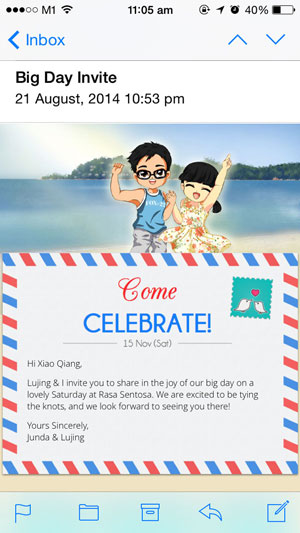 M1 11:05 am 40%
Inbox
Big Day Invite
21 August, 2014 10:53 pm
Come
CELEBRATE!
15 Nov (Sat)
Hi Xiao Qiang,
Lujing & I invite you to share in the joy of our big day on a
lovely Saturday at Rasa Sentosa. We are excited to be tying
the knots, and we look forward to seeing you there!
Yours Sincerely,
Junda & Lujing